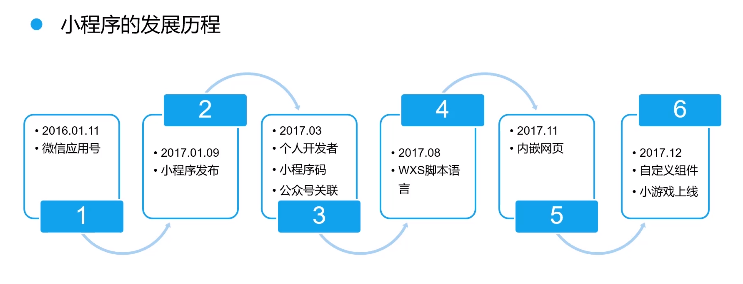 小程序的发展历程
• 2016.01.11
• 微信应用号
1
2
• 2017.01.09
• 小程序发布
• 2017.03
• 个人开发者
• 小程序码
• 公众号关联
3
4
• 2017.08
• WXS脚本语
言
• 2017.11
• 内嵌网页
5
6
• 2017.12
• 自定义组件
• 小游戏上线